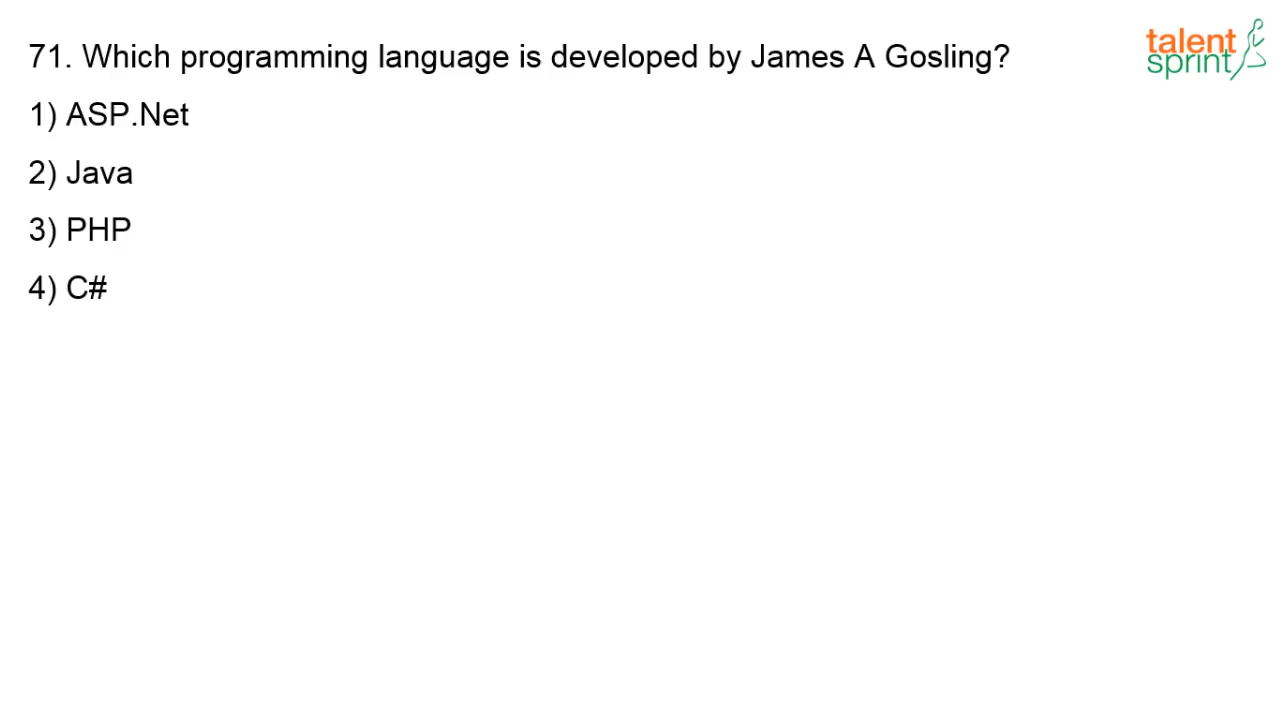 71. Which programming language is developed by James A Gosling?
talent
sprint
1) ASP.Net
2) Java
3) PHP
4) C#